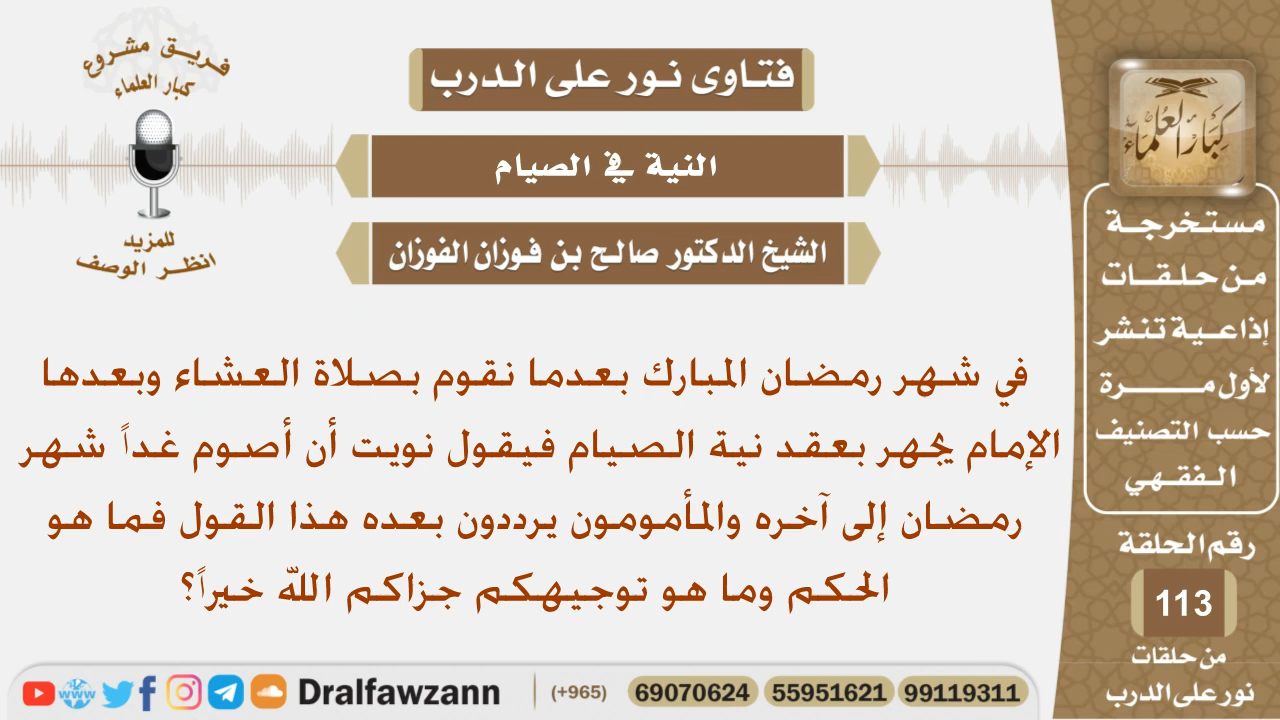 فريق مشروع
كبار العلماء
للمزيد
انظر الوصف
فتاوى نور على الدرب
النية في الصيام
الشيخ الدكتور صالح بن فوزان الفوزان
في شهر رمضان المبارك بعدما نقوم بصلاة العشاء وبعدها
الإمام يجهر بعقد نية الصيام فيقول نويت أن أصوم غداً شهر
رمضان إلى آخره والمأمومون يرددون بعده هذا القول فما هو
الحكم وما هو توجيهكم جزاكم الله خيراً؟
كبار العلماء
مستخرجة
من حلقات
إذاعية تنشر
لأول مرة
حسب التصنيف
الفقهي
رقم الحلقة
113
من حلقات
نور على الدرب
www Dralfawzann (+965) 69070624 55951621 99119311